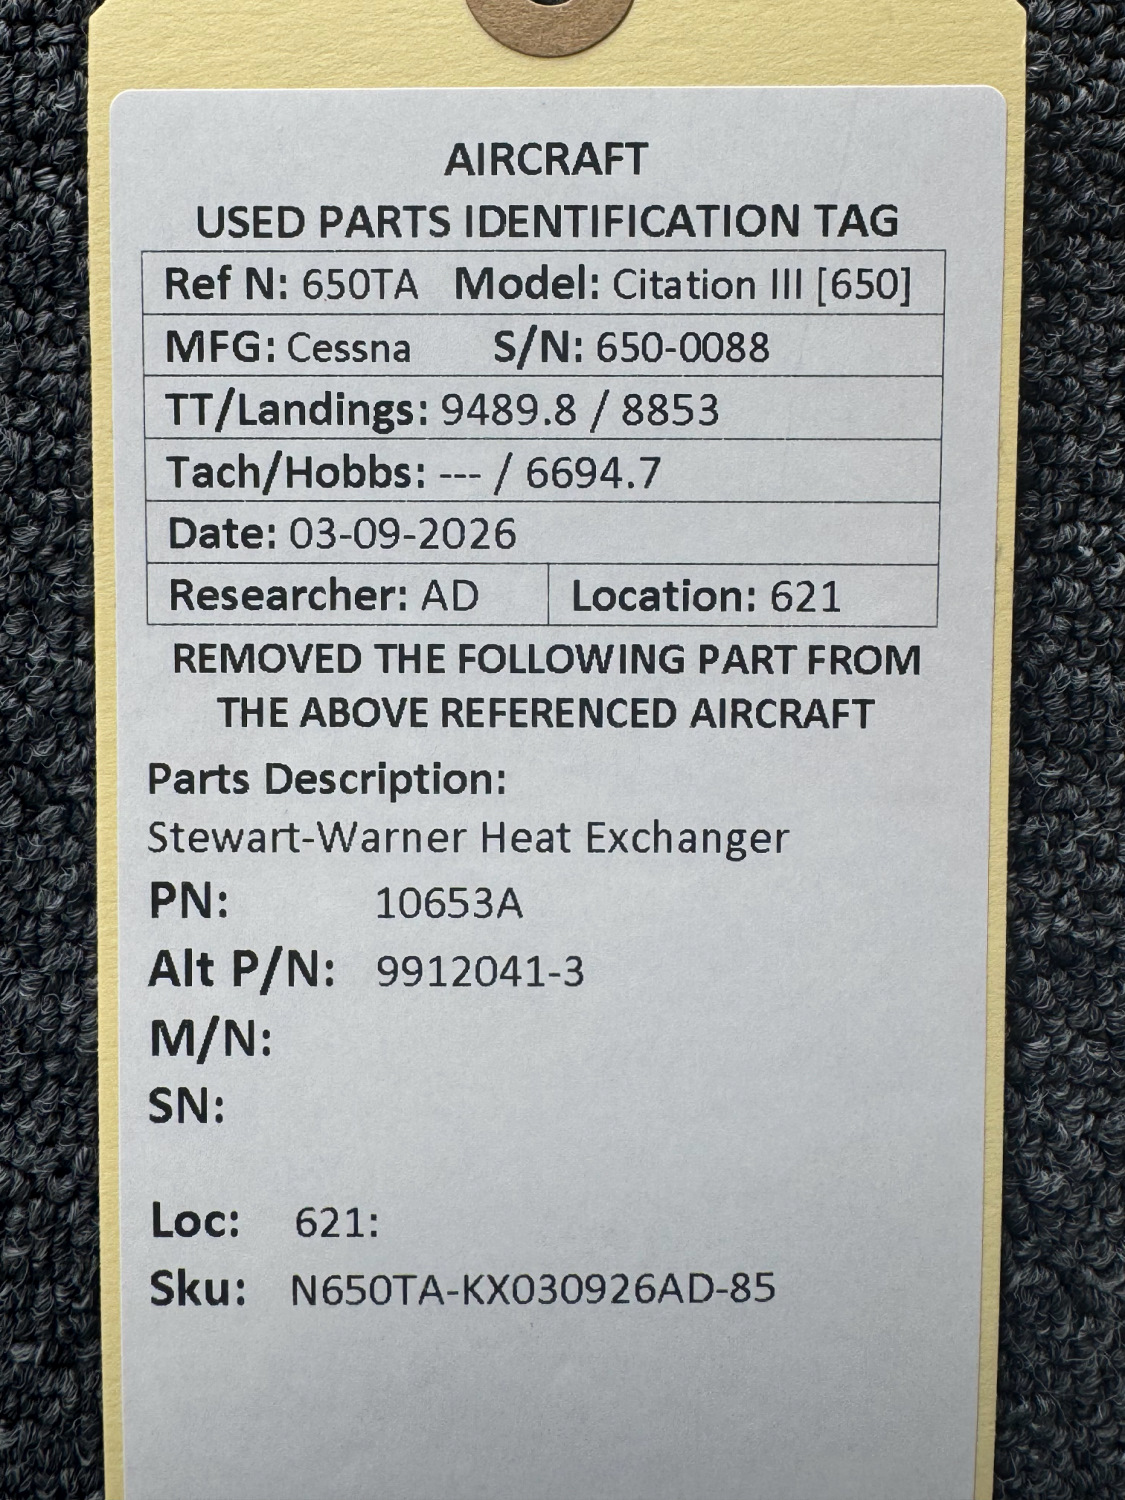 AIRCRAFT
USED PARTS IDENTIFICATION TAG
Ref N: 650TA Model: Citation III [650]
MFG: Cessna S/N: 650-0088
TT/Landings: 9489.8 / 8853
Tach/Hobbs: --- / 6694.7
Date: 03-09-2026
Researcher: AD Location: 621
REMOVED THE FOLLOWING PART FROM
THE ABOVE REFERENCED AIRCRAFT
Parts Description:
Stewart-Warner Heat Exchanger
PN: 10653A
Alt P/N: 9912041-3
M/N:
SN:
Loc: 621:
Sku: N650TA-KX030926AD-85